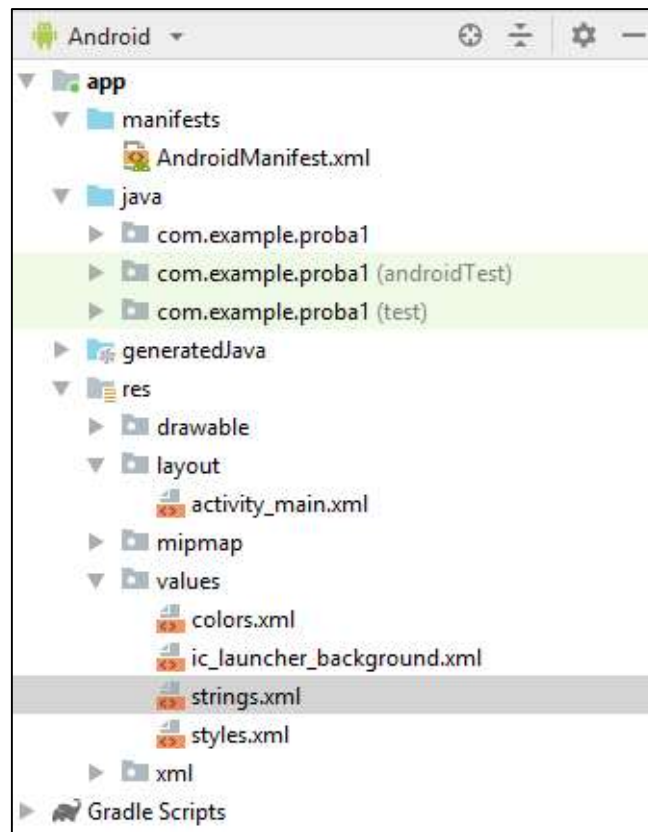 Android
app
manifests
AndroidManifest.xml
java
com.example.proba1
com.example.proba1 (androidTest)
com.example.proba1 (test)
generatedJava
res
drawable
layout
activity_main.xml
mipmap
values
colors.xml
ic_launcher_background.xml
strings.xml
styles.xml
xml
Gradle Scripts